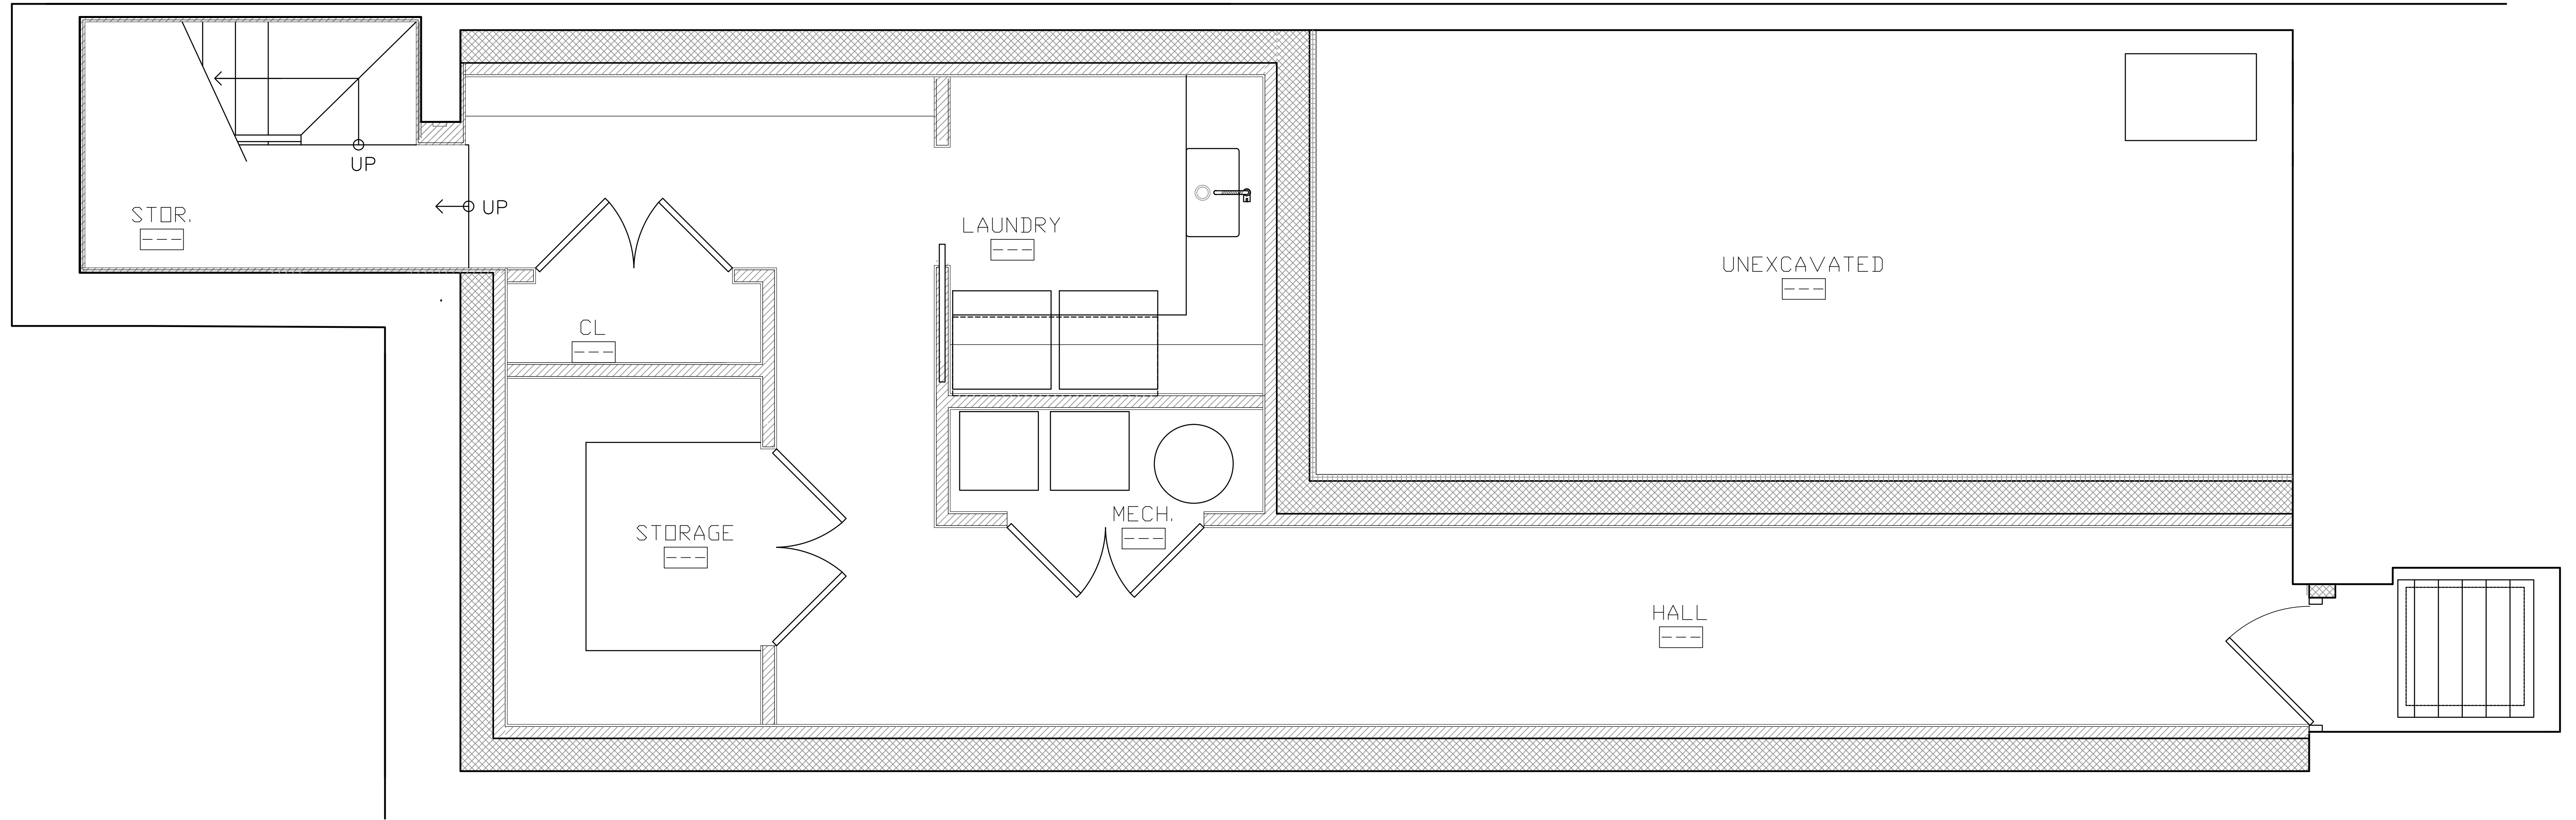 UP
STOR.
UP
LAUNDRY
UNEXCAVATED
CL
STORAGE
MECH.
HALL